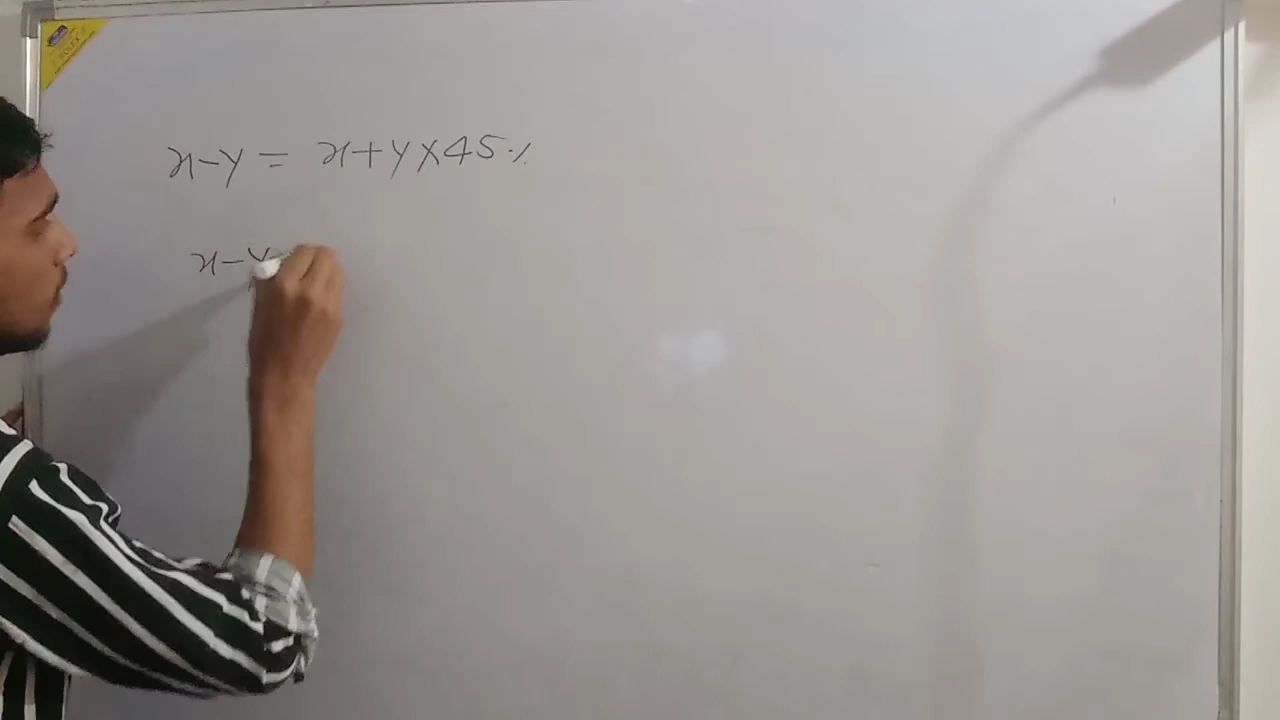 x-y = x+y×45%
x-y